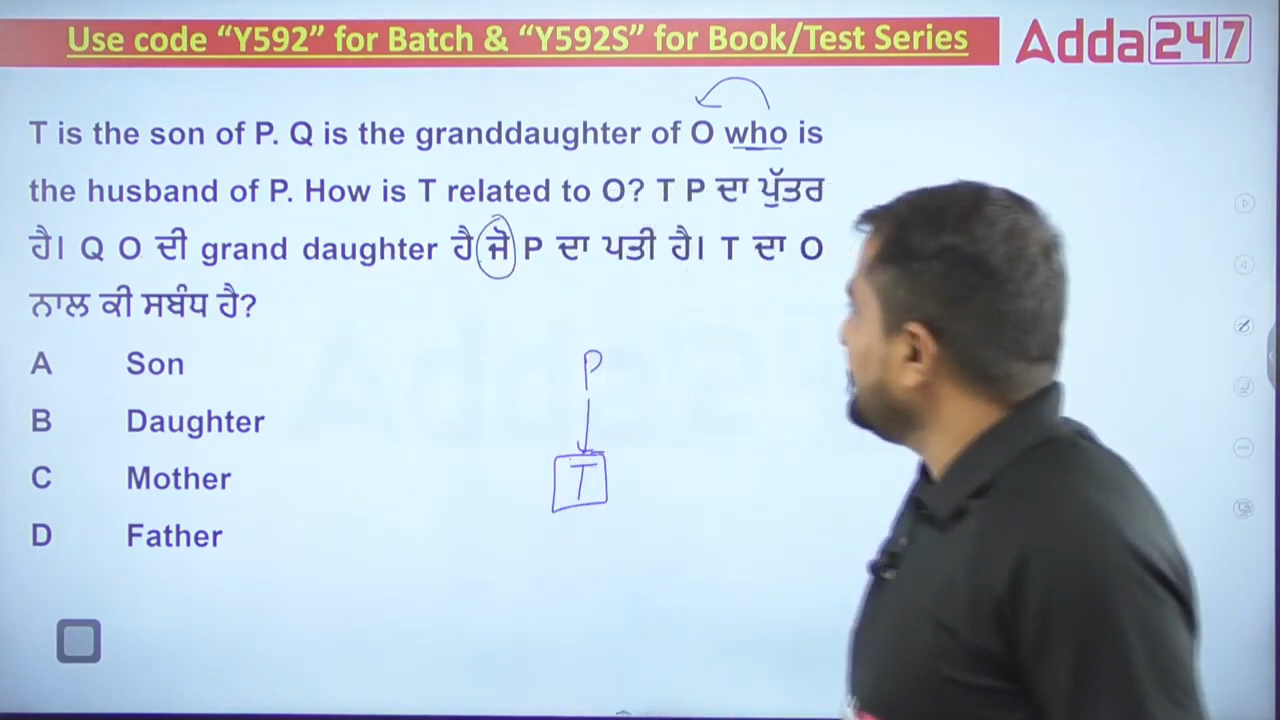 Use code “Y592” for Batch & “Y592S” for Book/Test Series
Adda247
T is the son of P. Q is the granddaughter of O who is
the husband of P. How is T related to O? T P ਦਾ ਪੁੱਤਰ
ਹੈ। Q O ਦੀ grand daughter ਹੈ ਜੋ P ਦਾ ਪਤੀ ਹੈ। T ਦਾ O
ਨਾਲ ਕੀ ਸਬੰਧ ਹੈ?
A Son
B Daughter
C Mother
D Father
P
T